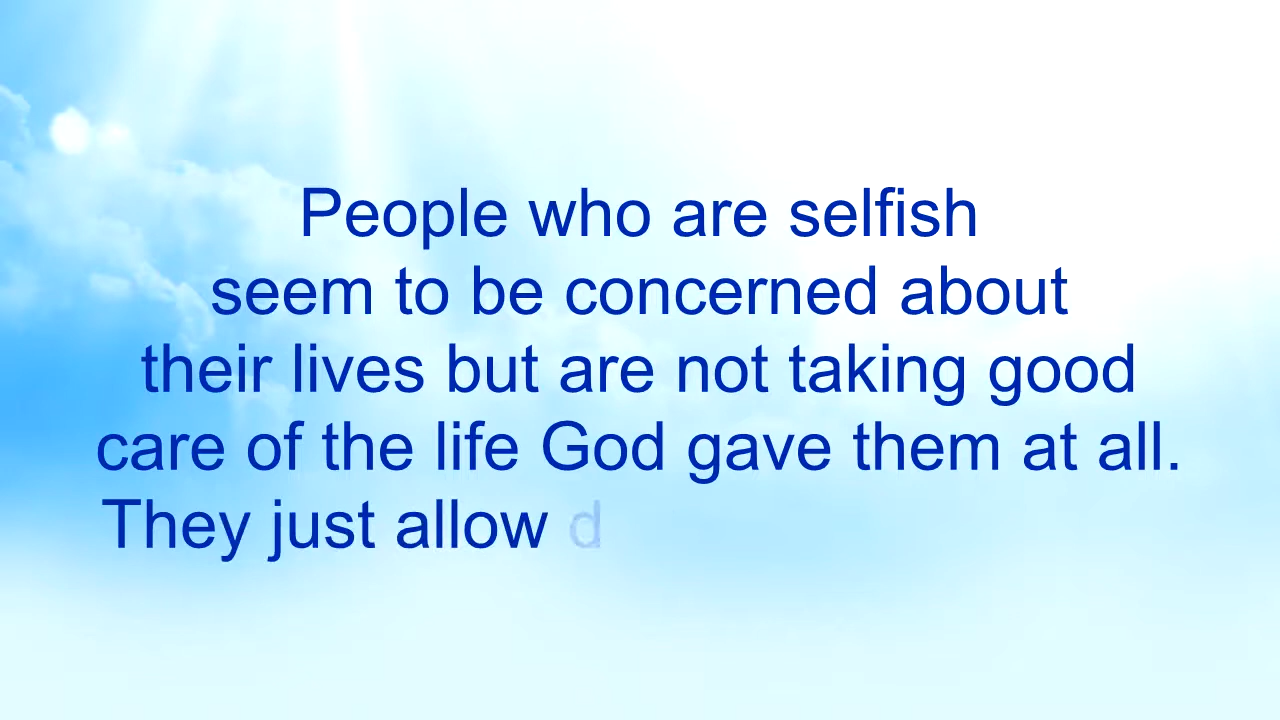 People who are selfish
seem to be concerned about
their lives but are not taking good
care of the life God gave them at all.
They just allow d